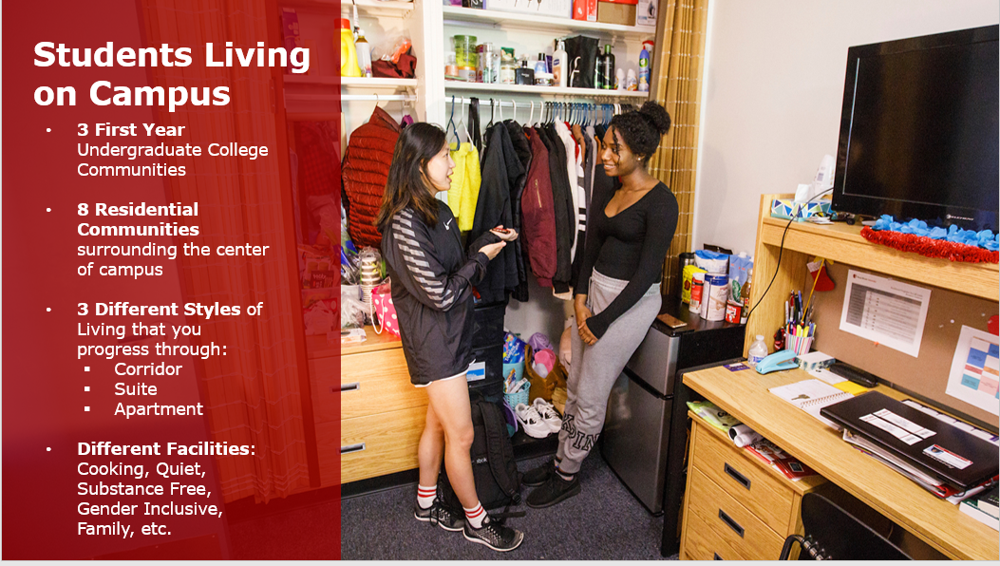 Students Living
on Campus
• 3 First Year
Undergraduate College
Communities
• 8 Residential
Communities
surrounding the center
of campus
• 3 Different Styles of
Living that you
progress through:
▪ Corridor
▪ Suite
▪ Apartment
• Different Facilities:
Cooking, Quiet,
Substance Free,
Gender Inclusive,
Family, etc.